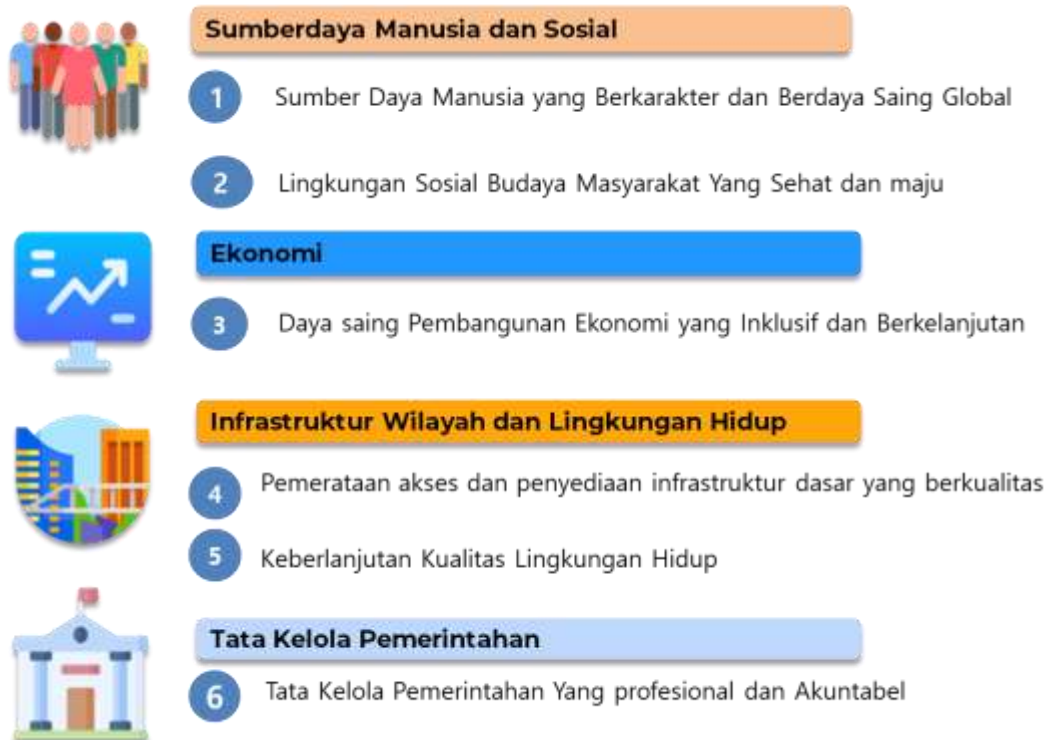 Sumberdaya Manusia dan Sosial
1 Sumber Daya Manusia yang Berkarakter dan Berdaya Saing Global
2 Lingkungan Sosial Budaya Masyarakat Yang Sehat dan maju
Ekonomi
3 Daya saing Pembangunan Ekonomi yang Inklusif dan Berkelanjutan
Infrastruktur Wilayah dan Lingkungan Hidup
4 Pemerataan akses dan penyediaan infrastruktur dasar yang berkualitas
5 Keberlanjutan Kualitas Lingkungan Hidup
Tata Kelola Pemerintahan
6 Tata Kelola Pemerintahan Yang profesional dan Akuntabel